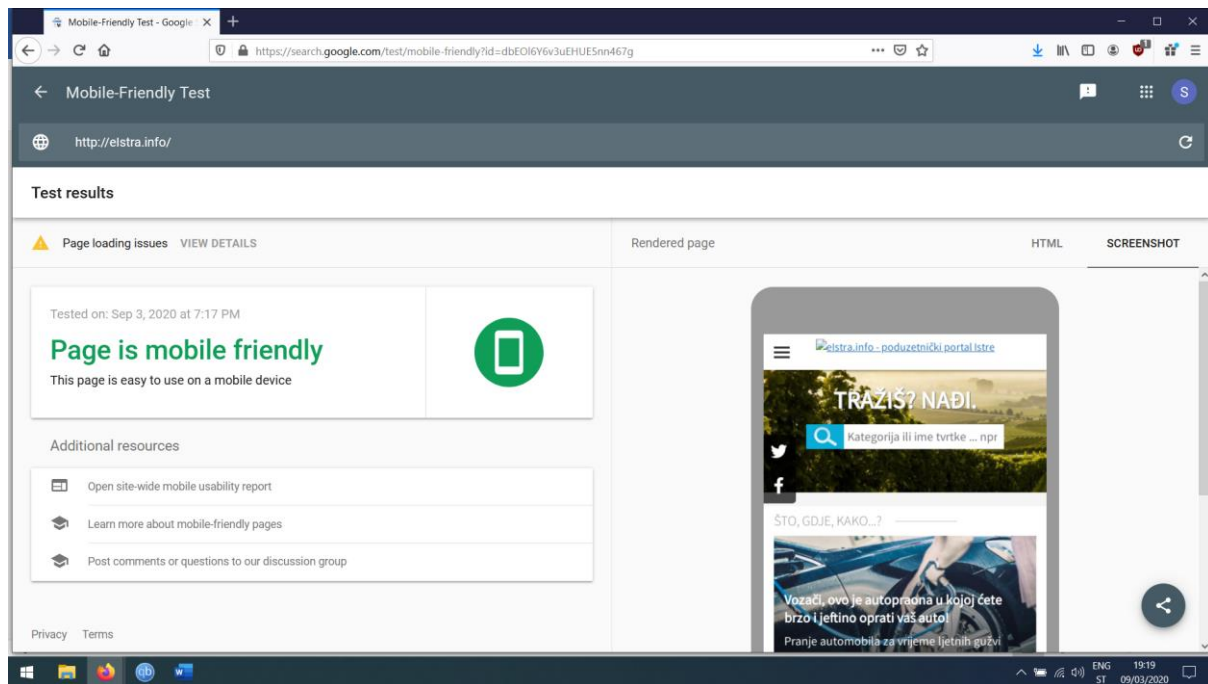 Mobile-Friendly Test - Google
https://search.google.com/test/mobile-friendly?id=dbEOl6Y6v3uEHUE5nn467g
Mobile-Friendly Test
S
http://elstra.info/
Test results
Page loading issues VIEW DETAILS
Rendered page
HTML
SCREENSHOT
Tested on: Sep 3, 2020 at 7:17 PM
Page is mobile friendly
This page is easy to use on a mobile device
Additional resources
Open site-wide mobile usability report
Learn more about mobile-friendly pages
Post comments or questions to our discussion group
elstra.info - poduzetnički portal Istre
TRAŽIŠ? NAĐI.
Kategorija ili ime tvrtke ... npr
ŠTO, GDJE, KAKO...?
Vozači, ovo je autopraona u kojoj ćete
brzo i jeftino oprati vaš auto!
Pranje automobila za vrijeme ljetnih gužvi
Privacy Terms
ENG 19:19
ST 09/03/2020